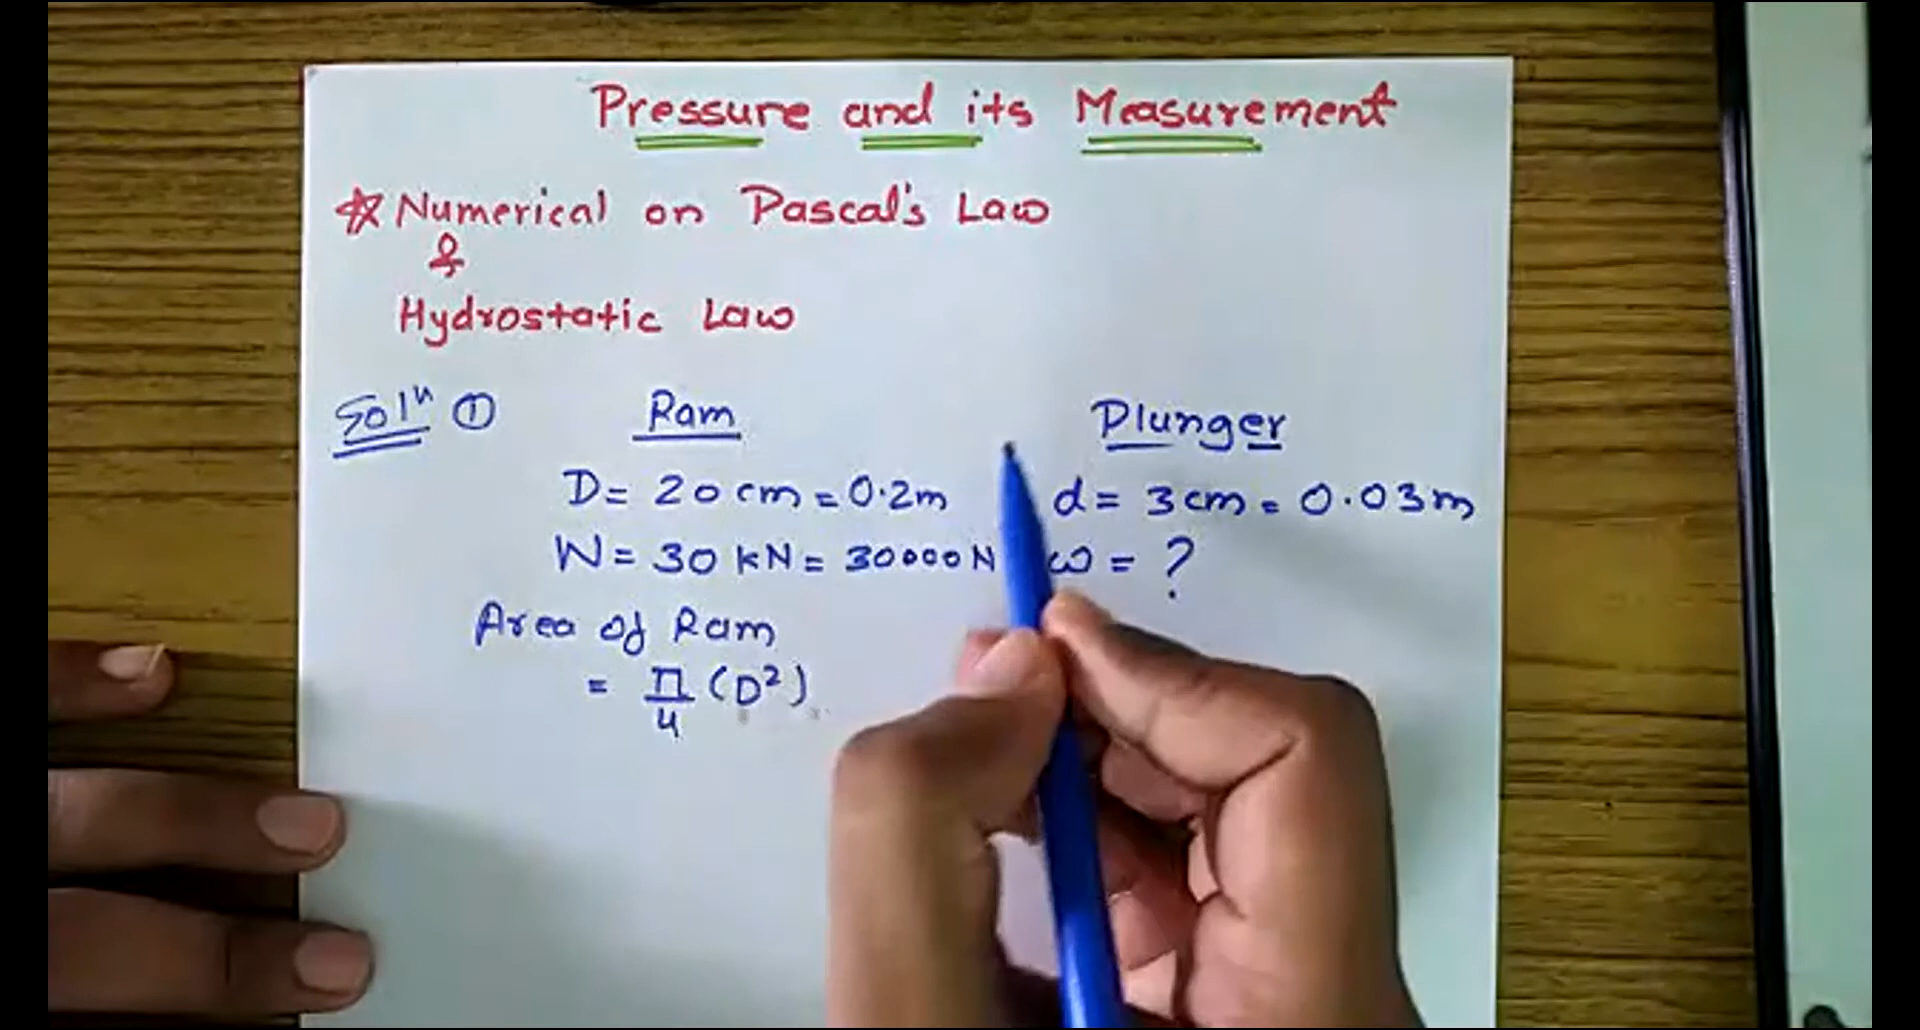 Pressure and its Measurement
☆ Numerical on Pascal's Law
&
Hydrostatic Law
Solⁿ ① Ram Plunger
D = 20 cm = 0.2m d = 3 cm = 0.03m
W = 30 kN = 30000 N ω = ?
Area of Ram
= π/4 (D²)